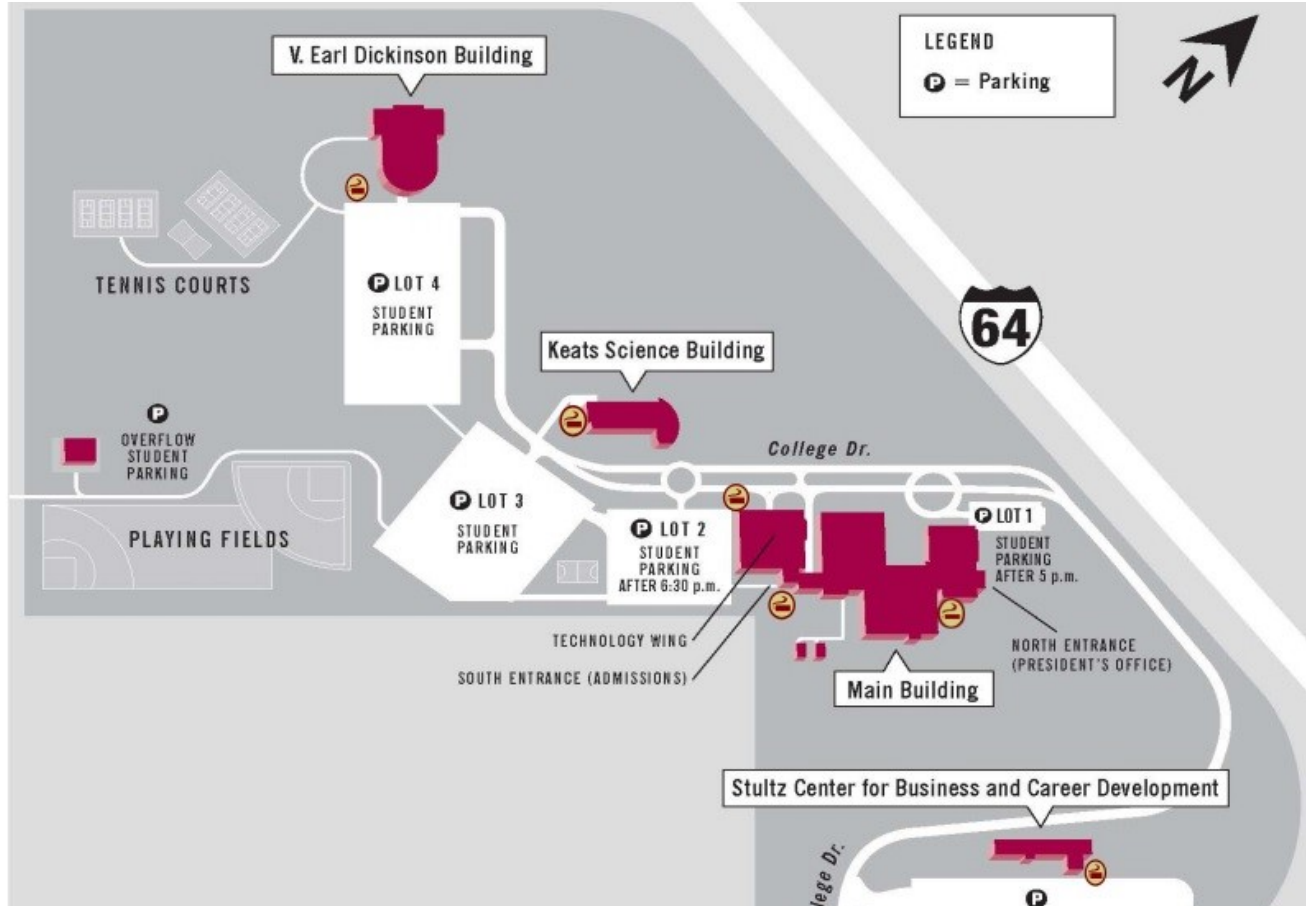 V. Earl Dickinson Building
LEGEND
P = Parking
N
P LOT 4
STUDENT
PARKING
TENNIS COURTS
64
Keats Science Building
P
OVERFLOW
STUDENT
PARKING
College Dr.
P LOT 3
STUDENT
PARKING
P LOT 2
STUDENT
PARKING
AFTER 6:30 p.m.
P LOT 1
STUDENT
PARKING
AFTER 5 p.m.
PLAYING FIELDS
TECHNOLOGY WING
SOUTH ENTRANCE (ADMISSIONS)
NORTH ENTRANCE
(PRESIDENT'S OFFICE)
Main Building
Stultz Center for Business and Career Development
lege Dr.
P